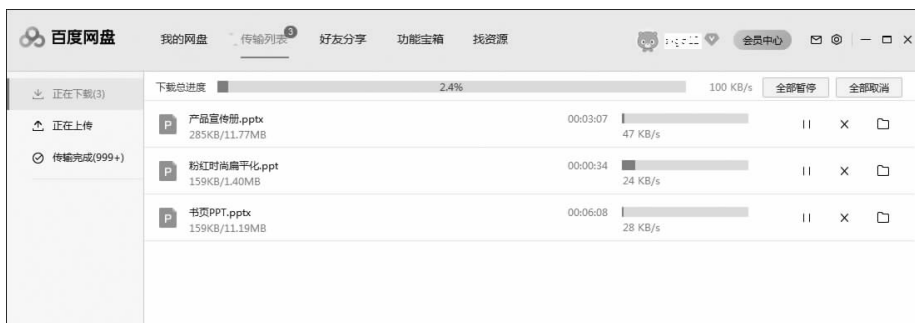 百度网盘
我的网盘 传输列表 3 好友分享 功能宝箱 找资源 会员中心
正在下载(3)
正在上传
传输完成(999+)
下载总进度 2.4% 100 KB/s 全部暂停 全部取消
P 产品宣传册.pptx 00:03:07
285KB/11.77MB 47 KB/s
P 粉红时尚扁平化.ppt 00:00:34
159KB/1.40MB 24 KB/s
P 书页PPT.pptx 00:06:08
159KB/11.19MB 28 KB/s